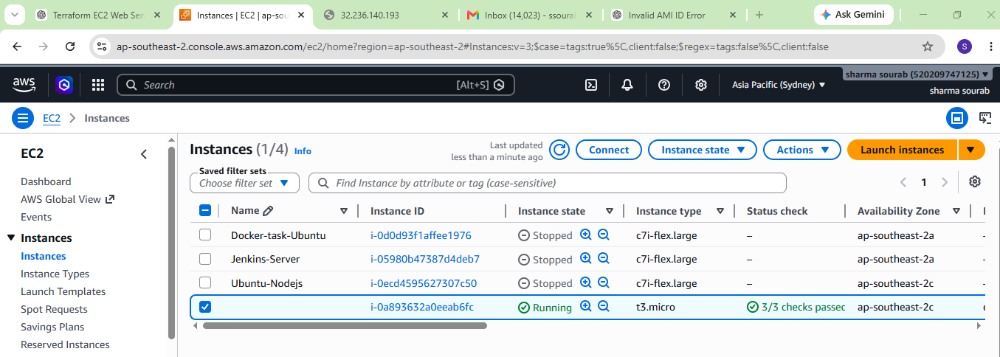 Terraform EC2 Web Ser
Instances | EC2 | ap-sou
32.236.140.193
Inbox (14,023) - ssoural
Invalid AMI ID Error
Ask Gemini
ap-southeast-2.console.aws.amazon.com/ec2/home?region=ap-southeast-2#Instances:v=3;$case=tags:true%5C,client:false;$regex=tags:false%5C,client:false
S
aws
Search
[Alt+S]
Asia Pacific (Sydney)
sharma sourab (520209747125)
sharma sourab
EC2
Instances
EC2
Dashboard
AWS Global View
Events
Instances
Instances
Instance Types
Launch Templates
Spot Requests
Savings Plans
Reserved Instances
Instances (1/4) Info
Last updated
less than a minute ago
Connect
Instance state
Actions
Launch instances
Saved filter sets
Choose filter set
Find Instance by attribute or tag (case-sensitive)
1
Name Instance ID Instance state Instance type Status check Availability Zone
Docker-task-Ubuntu i-0d0d93f1affee1976 Stopped c7i-flex.large – ap-southeast-2a
Jenkins-Server i-05980b47387d4deb7 Stopped c7i-flex.large – ap-southeast-2a
Ubuntu-Nodejs i-0ecd4595627307c50 Stopped c7i-flex.large – ap-southeast-2c
i-0a893632a0eeab6fc Running t3.micro 3/3 checks passec ap-southeast-2c